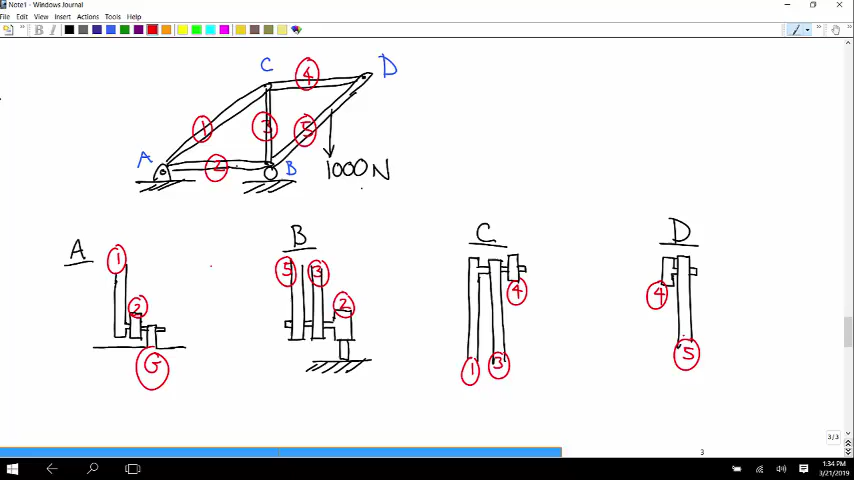 Note1 - Windows Journal
File Edit View Insert Actions Tools Help
B I
C
D
4
1
3
5
A
2
B
1000N
A
B
C
D
1
2
G
5
3
2
1
3
4
4
5
3/3
3
1:34 PM
3/21/2019